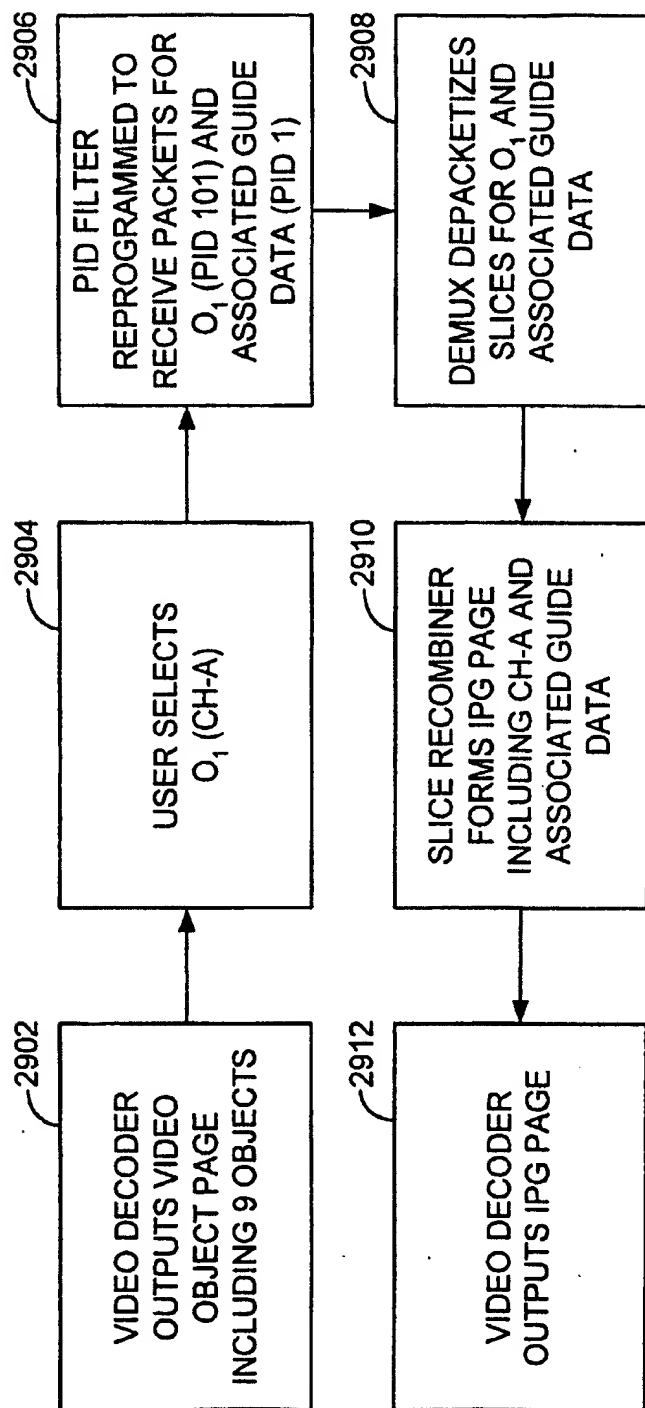 2902
VIDEO DECODER
OUTPUTS VIDEO
OBJECT PAGE
INCLUDING 9 OBJECTS
2904
USER SELECTS
O₁ (CH-A)
2906
PID FILTER
REPROGRAMMED TO
RECEIVE PACKETS FOR
O₁ (PID 101) AND
ASSOCIATED GUIDE
DATA (PID 1)
2908
DEMUX DEPACKETIZES
SLICES FOR O₁ AND
ASSOCIATED GUIDE
DATA
2910
SLICE RECOMBINER
FORMS IPG PAGE
INCLUDING CH-A AND
ASSOCIATED GUIDE
DATA
2912
VIDEO DECODER
OUTPUTS IPG PAGE